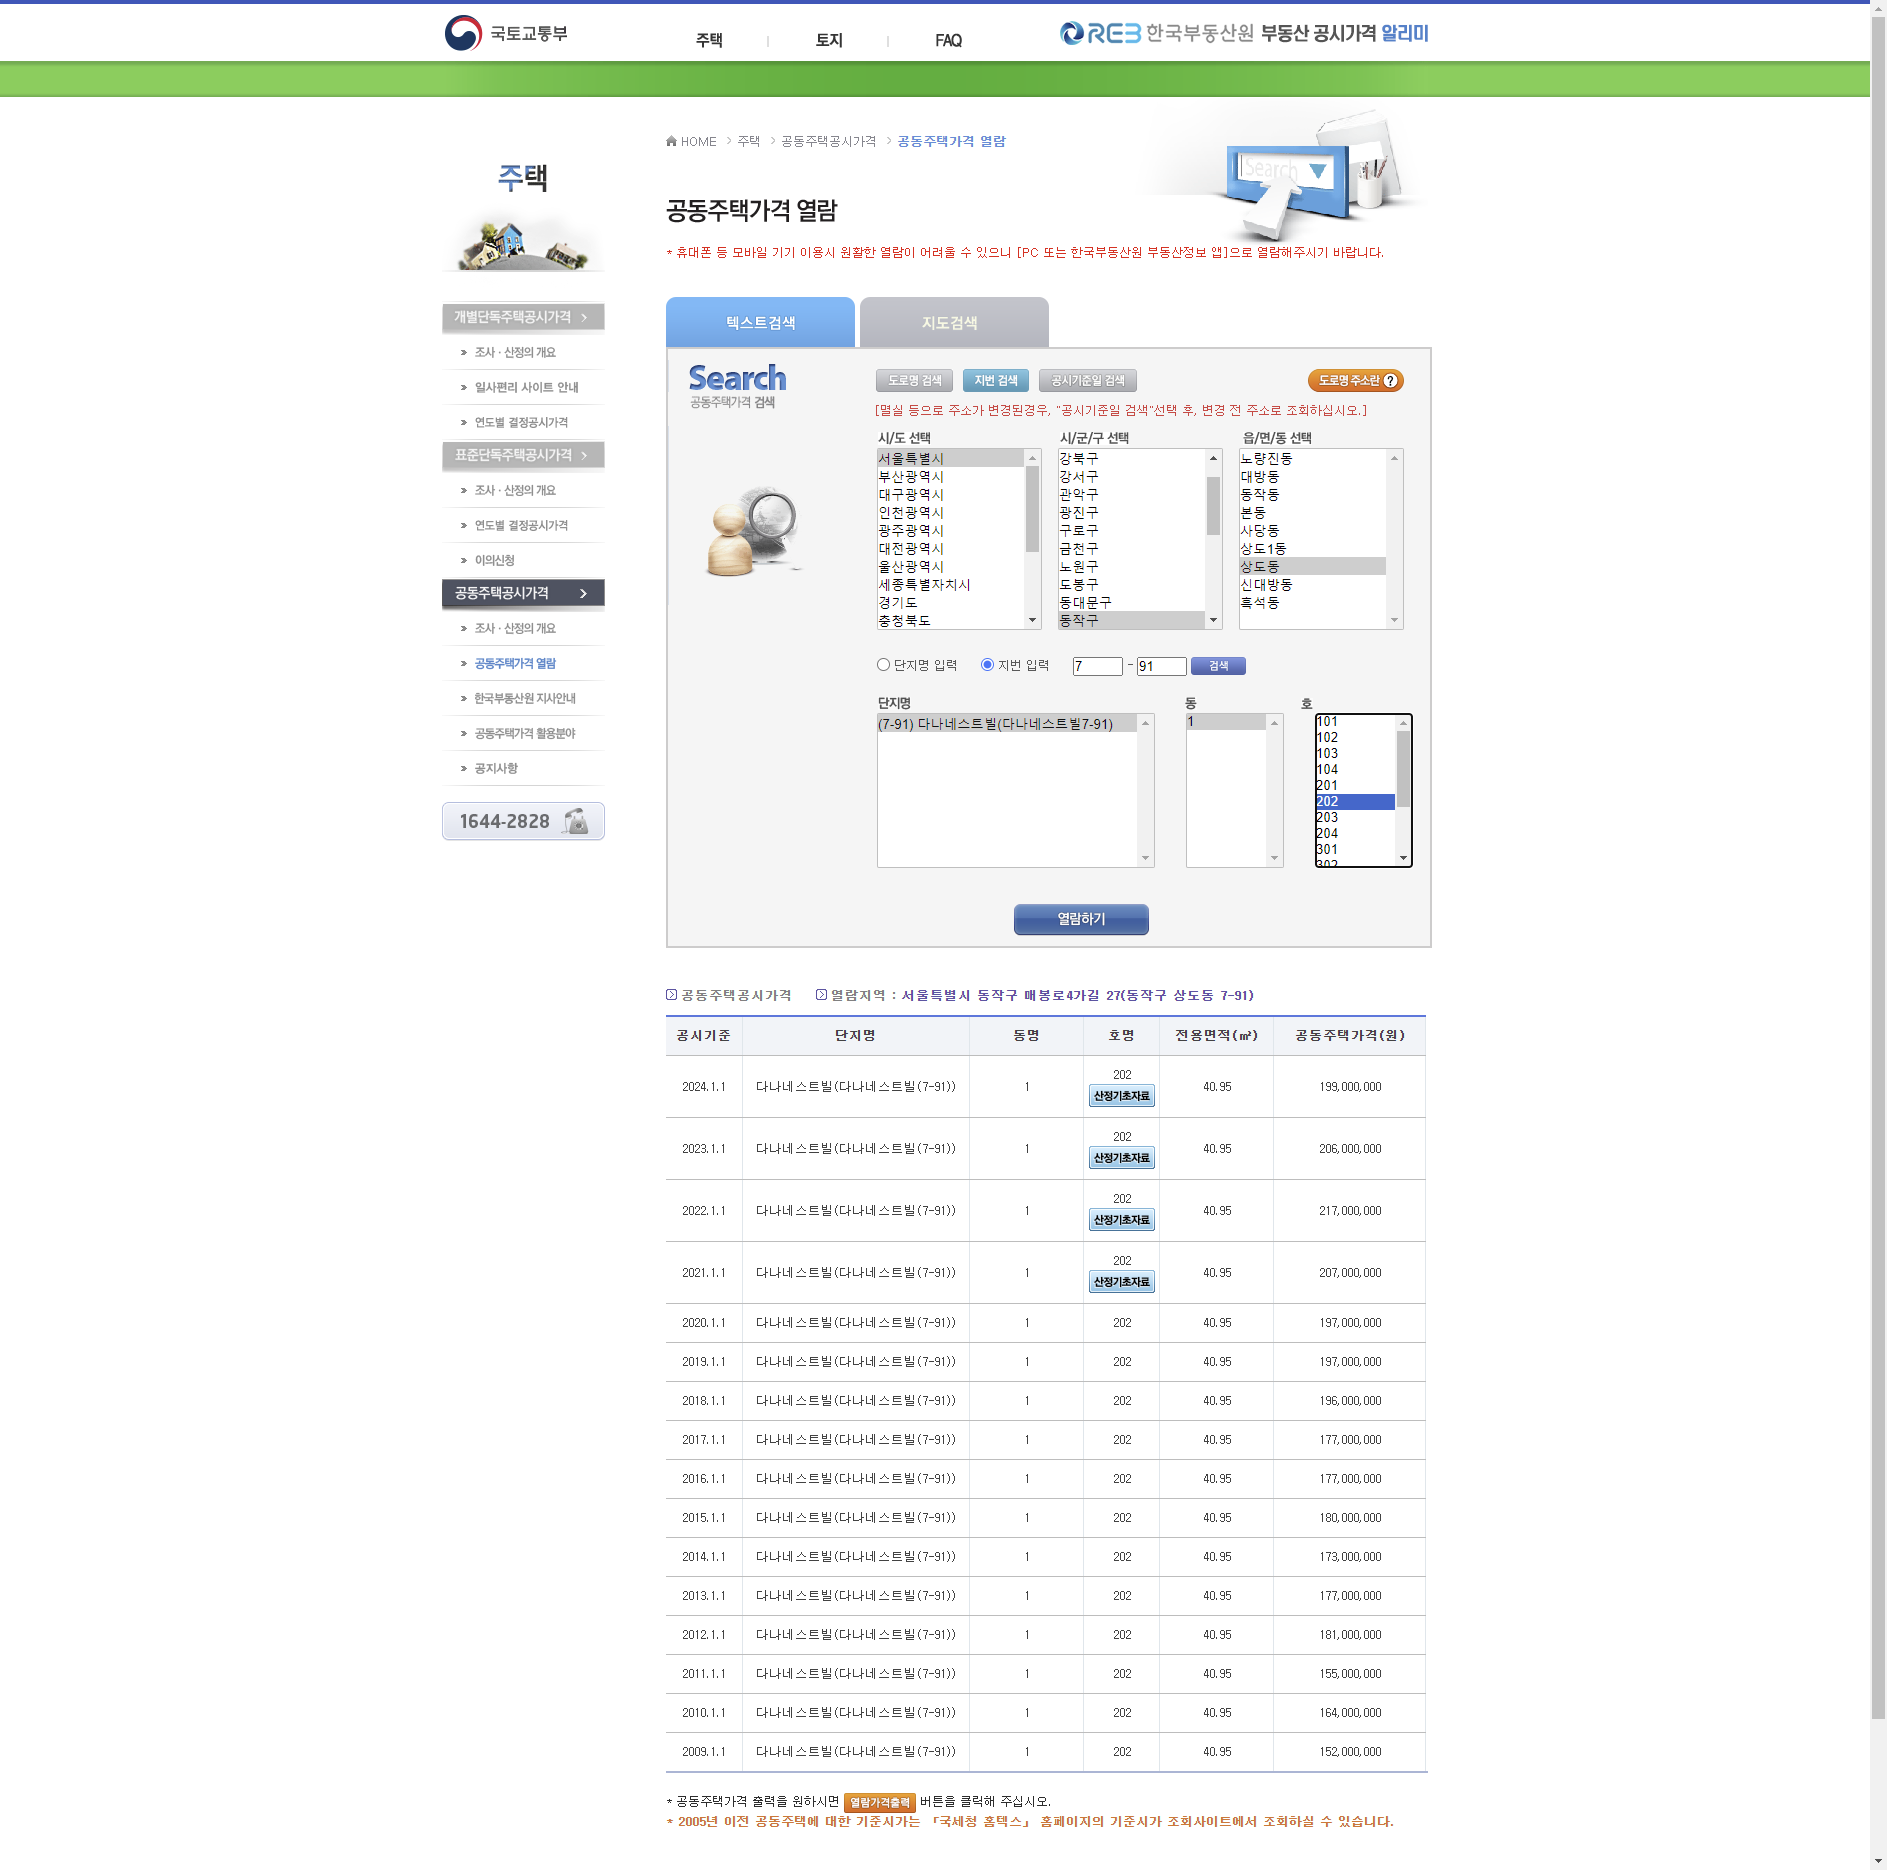 국토교통부
주택
토지
FAQ
REB 한국부동산원 부동산 공시가격 알리미
HOME > 주택 > 공동주택공시가격 > 공동주택가격 열람
주택
Search
공동주택가격 열람
* 휴대폰 등 모바일 기기 이용시 원활한 열람이 어려울 수 있으니 [PC 또는 한국부동산원 부동산정보 앱]으로 열람해주시기 바랍니다.
개별단독주택공시가격
조사 · 산정의 개요
일사편리 사이트 안내
연도별 결정공시가격
표준단독주택공시가격
조사 · 산정의 개요
연도별 결정공시가격
이의신청
공동주택공시가격
조사 · 산정의 개요
공동주택가격 열람
한국부동산원 지사안내
공동주택가격 활용분야
공지사항
1644-2828
텍스트검색
지도검색
Search
공동주택가격 검색
도로명 검색
지번 검색
공시기준일 검색
도로명 주소란 ?
[멸실 등으로 주소가 변경된경우, "공시기준일 검색"선택 후, 변경 전 주소로 조회하십시오.]
시/도 선택
서울특별시
부산광역시
대구광역시
인천광역시
광주광역시
대전광역시
울산광역시
세종특별자치시
경기도
충청북도
시/군/구 선택
강북구
강서구
관악구
광진구
구로구
금천구
노원구
도봉구
동대문구
동작구
읍/면/동 선택
노량진동
대방동
동작동
본동
사당동
상도1동
상도동
신대방동
흑석동
단지명 입력
지번 입력
7 - 91
검색
단지명
(7-91) 다나네스트빌(다나네스트빌7-91)
동
1
호
101
102
103
104
201
202
203
204
301
302
열람하기
공동주택공시가격
열람지역 : 서울특별시 동작구 매봉로4가길 27(동작구 상도동 7-91)
공시기준 단지명 동명 호명 전용면적(㎡) 공동주택가격(원)
2024.1.1 다나네스트빌(다나네스트빌(7-91)) 1 202 산정기초자료 40.95 199,000,000
2023.1.1 다나네스트빌(다나네스트빌(7-91)) 1 202 산정기초자료 40.95 206,000,000
2022.1.1 다나네스트빌(다나네스트빌(7-91)) 1 202 산정기초자료 40.95 217,000,000
2021.1.1 다나네스트빌(다나네스트빌(7-91)) 1 202 산정기초자료 40.95 207,000,000
2020.1.1 다나네스트빌(다나네스트빌(7-91)) 1 202 40.95 197,000,000
2019.1.1 다나네스트빌(다나네스트빌(7-91)) 1 202 40.95 197,000,000
2018.1.1 다나네스트빌(다나네스트빌(7-91)) 1 202 40.95 196,000,000
2017.1.1 다나네스트빌(다나네스트빌(7-91)) 1 202 40.95 177,000,000
2016.1.1 다나네스트빌(다나네스트빌(7-91)) 1 202 40.95 177,000,000
2015.1.1 다나네스트빌(다나네스트빌(7-91)) 1 202 40.95 180,000,000
2014.1.1 다나네스트빌(다나네스트빌(7-91)) 1 202 40.95 173,000,000
2013.1.1 다나네스트빌(다나네스트빌(7-91)) 1 202 40.95 177,000,000
2012.1.1 다나네스트빌(다나네스트빌(7-91)) 1 202 40.95 181,000,000
2011.1.1 다나네스트빌(다나네스트빌(7-91)) 1 202 40.95 155,000,000
2010.1.1 다나네스트빌(다나네스트빌(7-91)) 1 202 40.95 164,000,000
2009.1.1 다나네스트빌(다나네스트빌(7-91)) 1 202 40.95 152,000,000
* 공동주택가격 출력을 원하시면 열람가격출력 버튼을 클릭해 주십시오.
* 2005년 이전 공동주택에 대한 기준시가는 「국세청 홈텍스」 홈페이지의 기준시가 조회사이트에서 조회하실 수 있습니다.